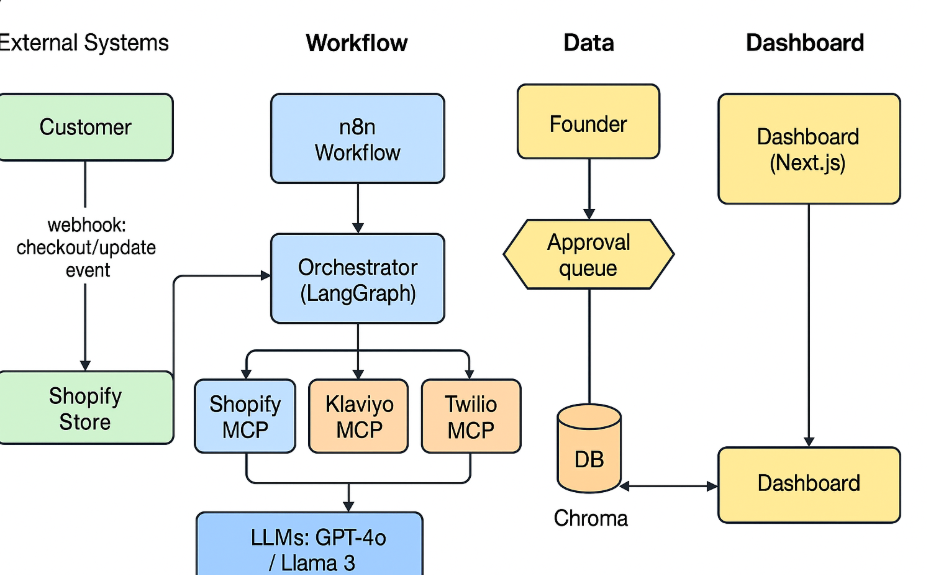 External Systems
Workflow
Data
Dashboard
Customer
n8n
Workflow
Founder
Dashboard
(Next.js)
webhook:
checkout/update
event
Orchestrator
(LangGraph)
Approval
queue
Shopify
Store
Shopify
MCP
Klaviyo
MCP
Twilio
MCP
DB
Chroma
Dashboard
LLMs: GPT-4o
/ Llama 3